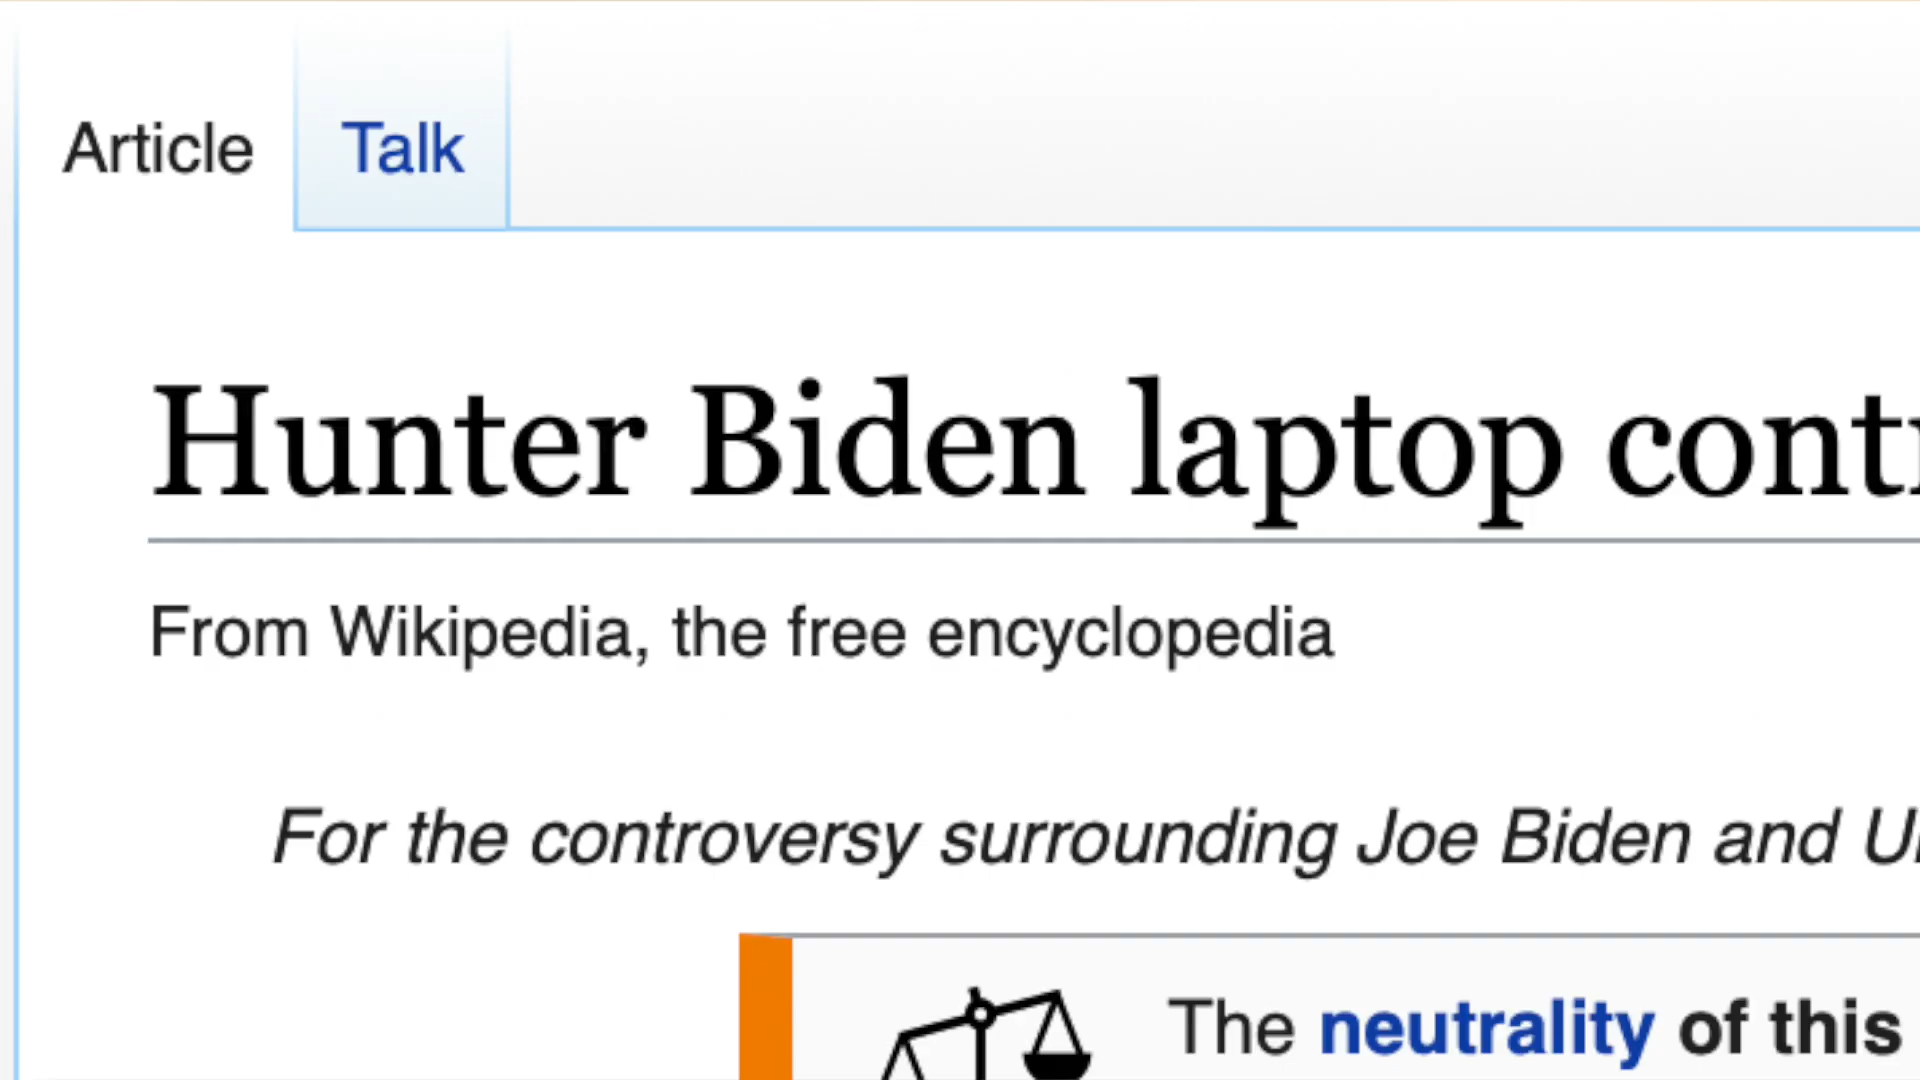 Article Talk
Hunter Biden laptop
From Wikipedia, the free encyclopedia
For the controversy surrounding Joe Biden and
The neutrality of this